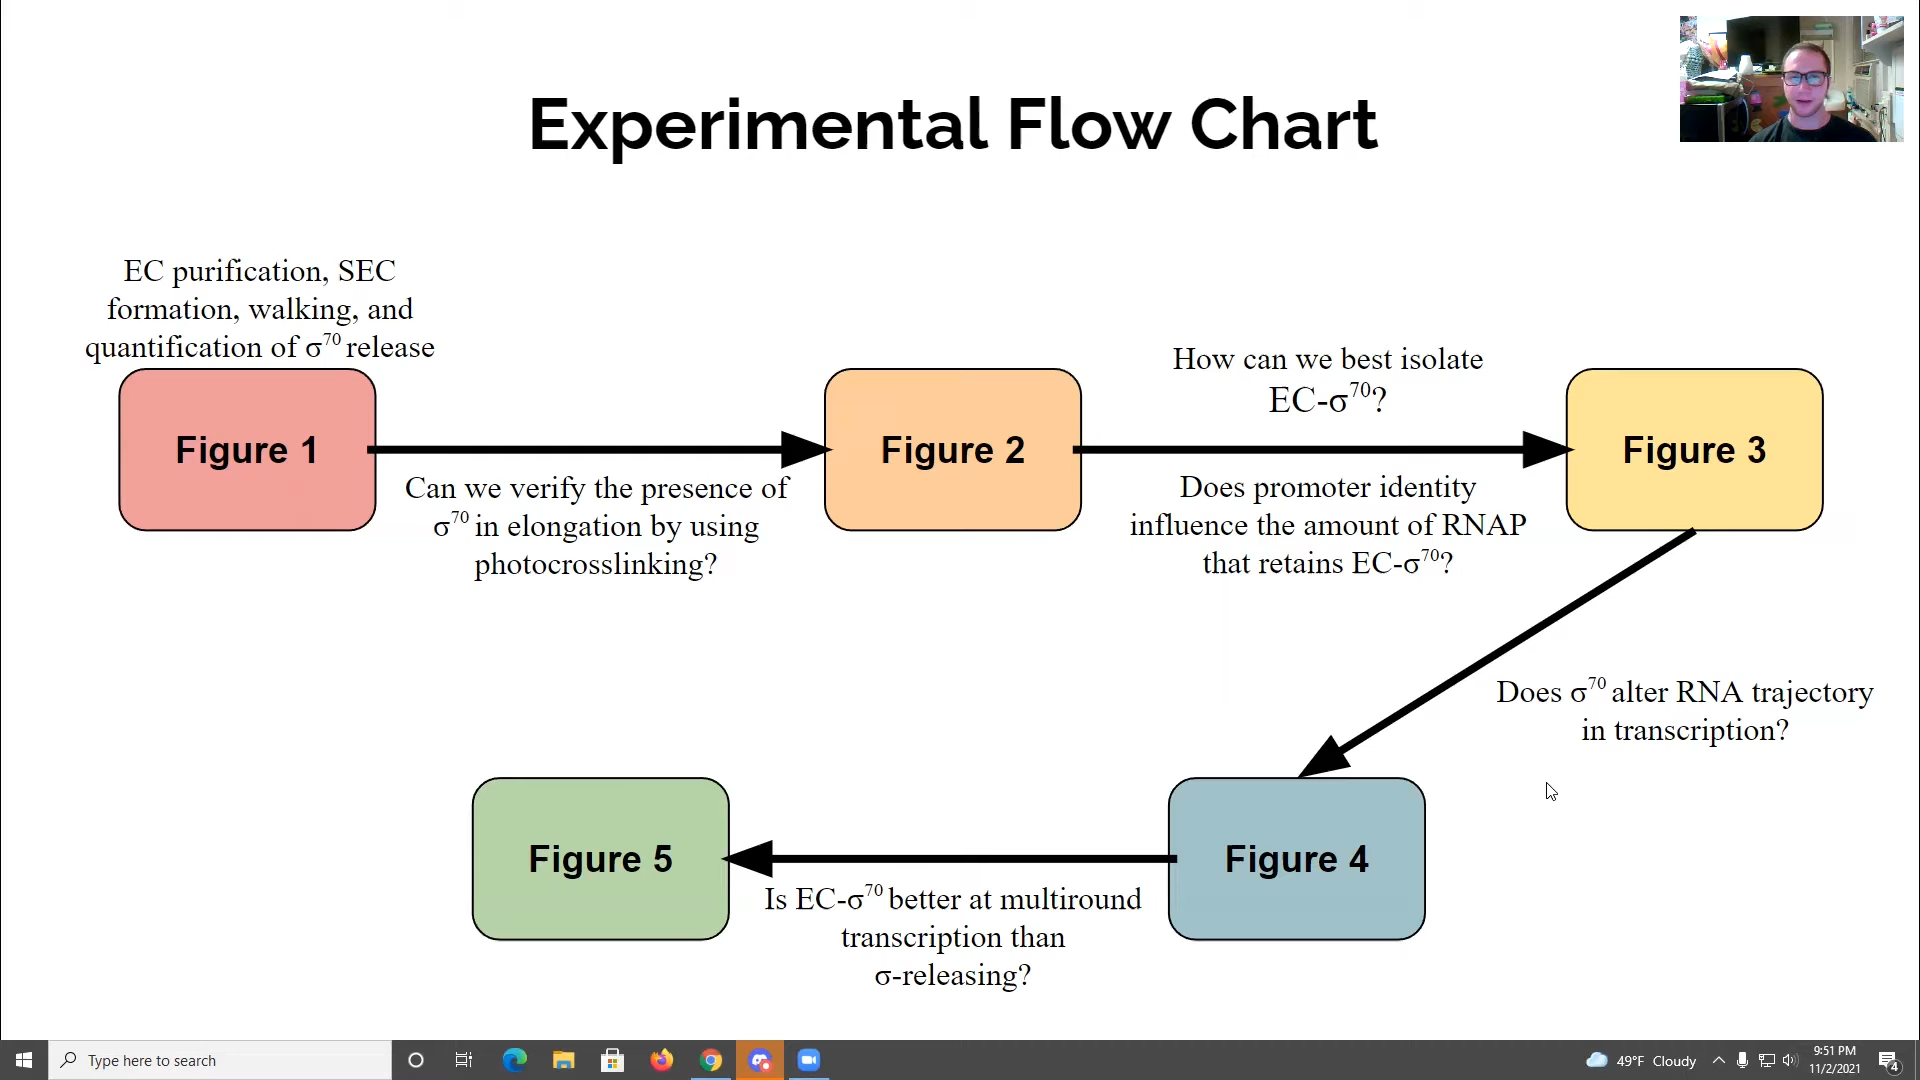 Experimental Flow Chart
EC purification, SEC
formation, walking, and
quantification of σ⁷⁰ release
Figure 1
Can we verify the presence of
σ⁷⁰ in elongation by using
photocrosslinking?
Figure 2
How can we best isolate
EC-σ⁷⁰?
Does promoter identity
influence the amount of RNAP
that retains EC-σ⁷⁰?
Figure 3
Does σ⁷⁰ alter RNA trajectory
in transcription?
Figure 4
Is EC-σ⁷⁰ better at multiround
transcription than
σ-releasing?
Figure 5
Type here to search
49°F Cloudy
9:51 PM
11/2/2021
4